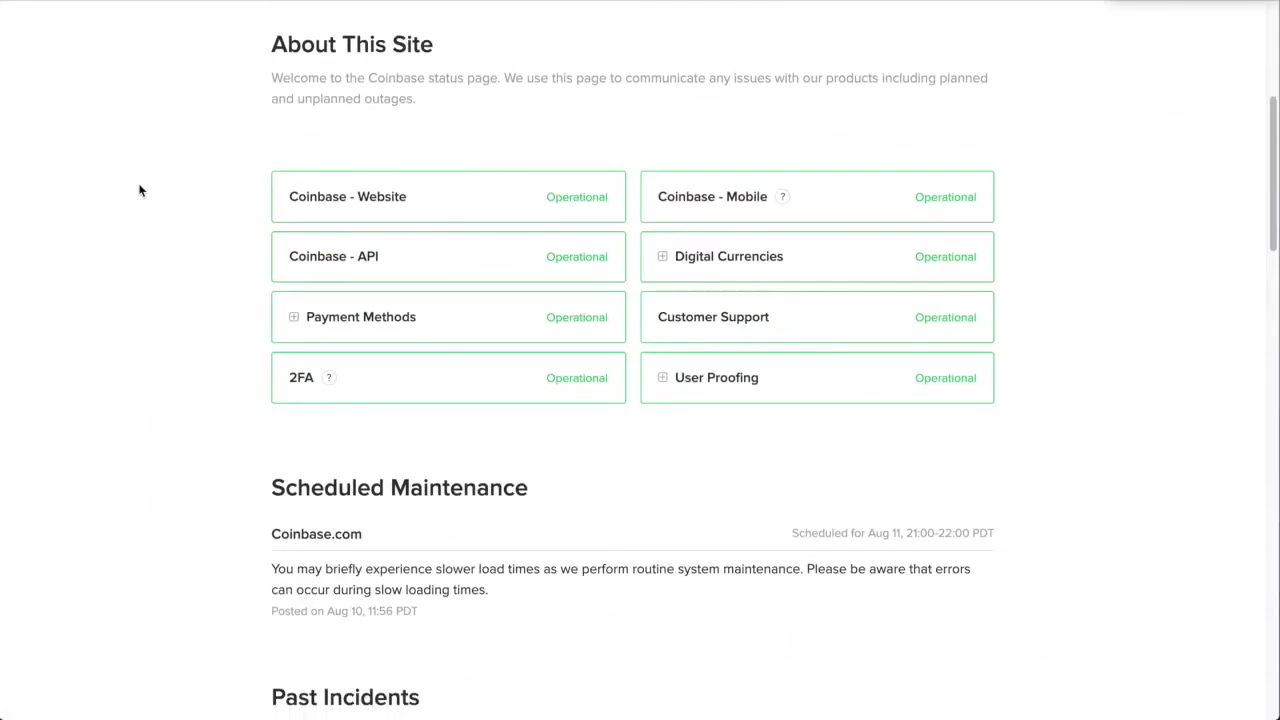 About This Site
Welcome to the Coinbase status page. We use this page to communicate any issues with our products including planned
and unplanned outages.
Coinbase - Website Operational
Coinbase - Mobile ? Operational
Coinbase - API Operational
Digital Currencies Operational
Payment Methods Operational
Customer Support Operational
2FA ? Operational
User Proofing Operational
Scheduled Maintenance
Coinbase.com Scheduled for Aug 11, 21:00-22:00 PDT
You may briefly experience slower load times as we perform routine system maintenance. Please be aware that errors
can occur during slow loading times.
Posted on Aug 10, 11:56 PDT
Past Incidents